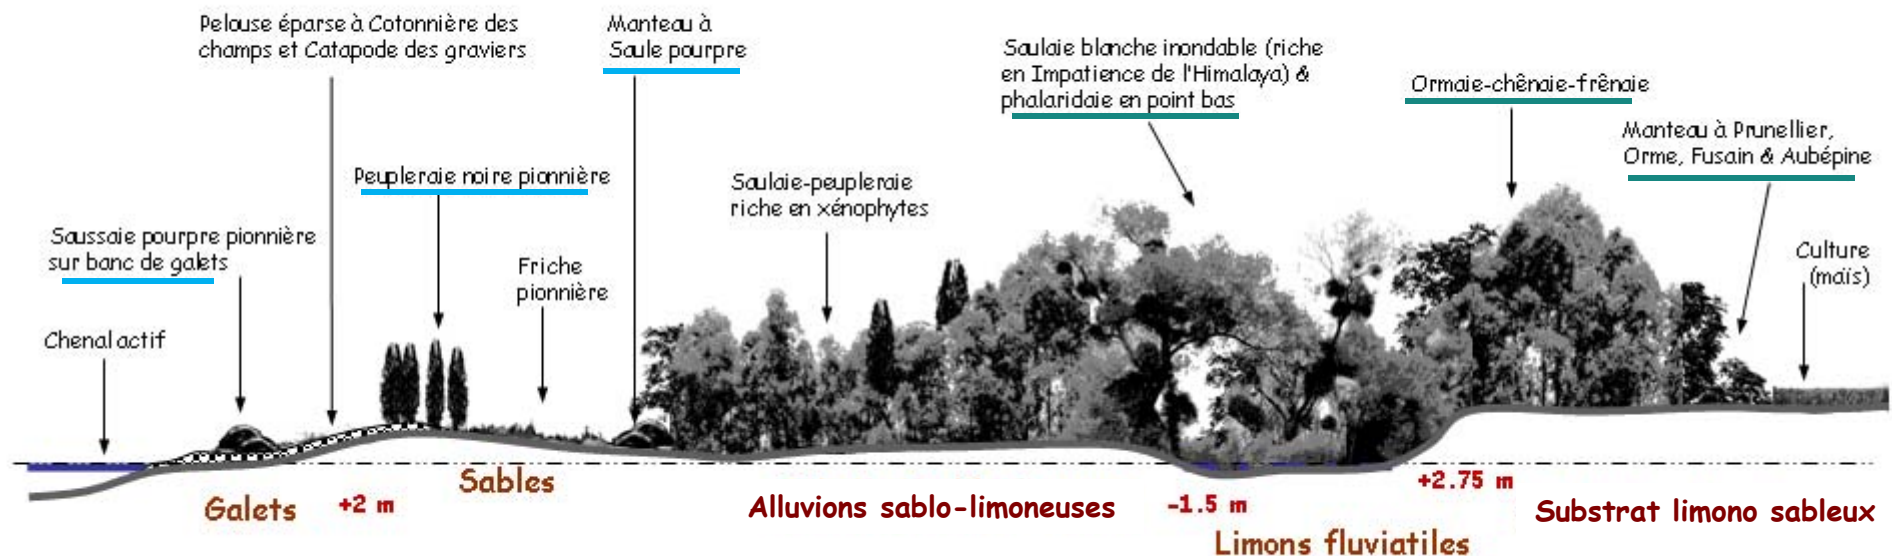 Pelouse éparse à Cotonnière des
champs et Catapode des graviers
Manteau à
Saule pourpre
Saulaie blanche inondable (riche
en Impatience de l'Himalaya) &
phalaridaie en point bas
Ormaie-chênaie-frênaie
Manteau à Prunellier,
Orme, Fusain & Aubépine
Peupleraie noire pionnière
Saulaie-peupleraie
riche en xénophytes
Saussaie pourpre pionnière
sur banc de galets
Friche
pionnière
Culture
(maïs)
Chenal actif
Galets
+2 m
Sables
Alluvions sablo-limoneuses
-1.5 m
Limons fluviatiles
+2.75 m
Substrat limono sableux